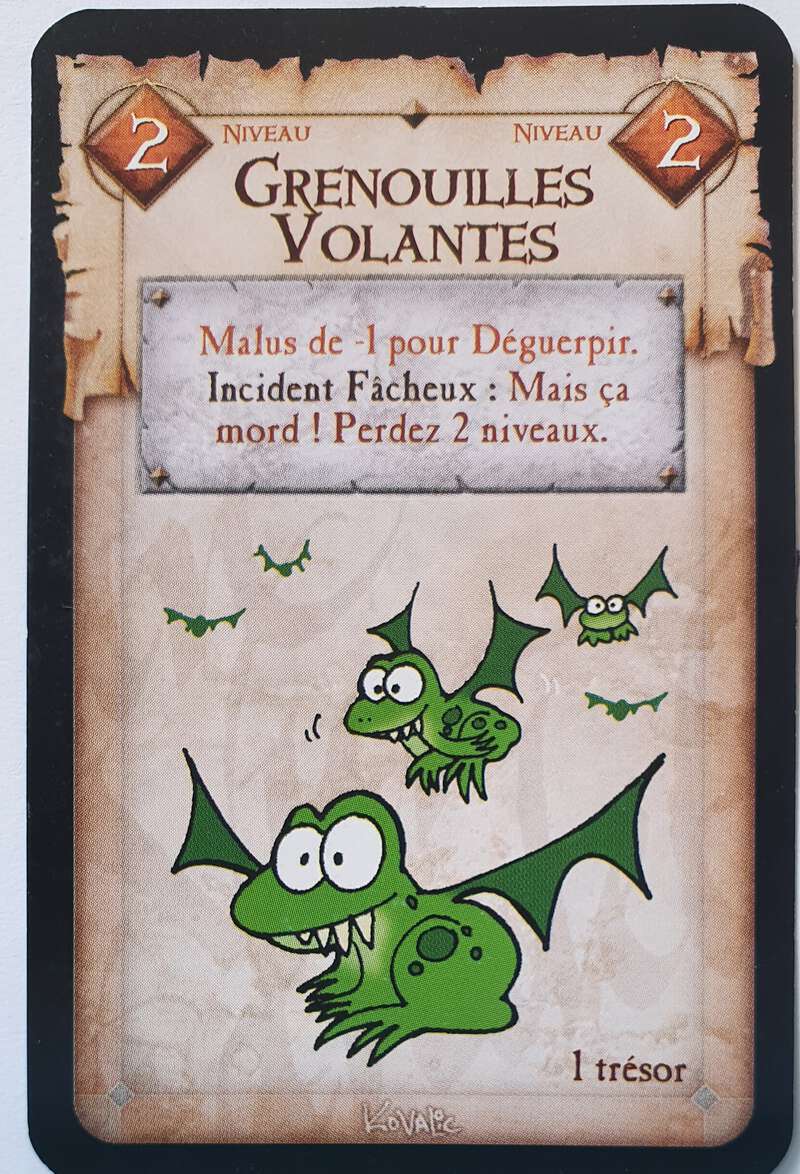 2 NIVEAU NIVEAU 2
GRENOUILLES
VOLANTES
Malus de -1 pour Déguerpir.
Incident Fâcheux : Mais ça
mord ! Perdez 2 niveaux.
1 trésor
KOVALIC